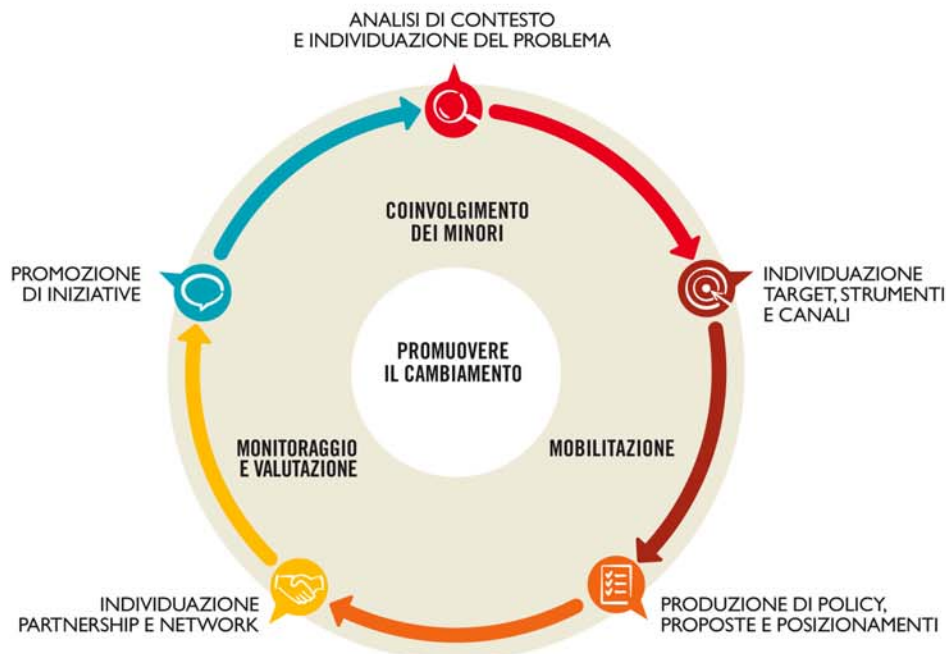 ANALISI DI CONTESTO
E INDIVIDUAZIONE DEL PROBLEMA
COINVOLGIMENTO
DEI MINORI
PROMOZIONE
DI INIZIATIVE
INDIVIDUAZIONE
TARGET, STRUMENTI
E CANALI
PROMUOVERE
IL CAMBIAMENTO
MONITORAGGIO
E VALUTAZIONE
MOBILITAZIONE
INDIVIDUAZIONE
PARTNERSHIP E NETWORK
PRODUZIONE DI POLICY,
PROPOSTE E POSIZIONAMENTI